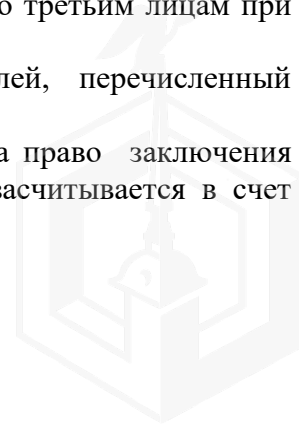 о третьим лицам при
лей, перечисленный
а право заключения
засчитывается в счет